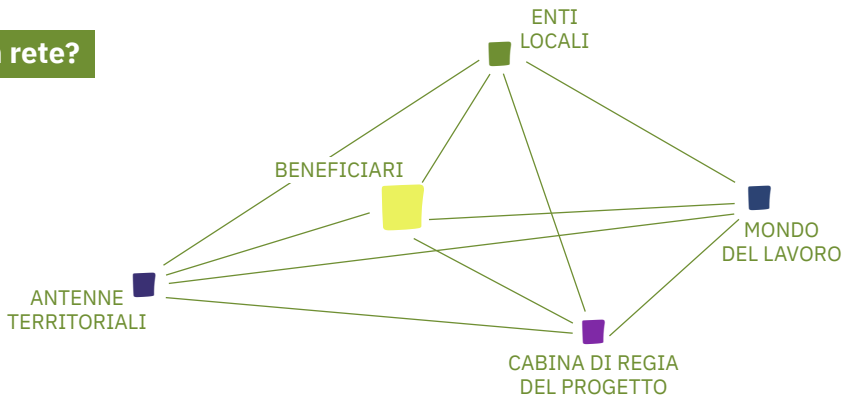 rete?
ENTI
LOCALI
BENEFICIARI
MONDO
DEL LAVORO
ANTENNE
TERRITORIALI
CABINA DI REGIA
DEL PROGETTO